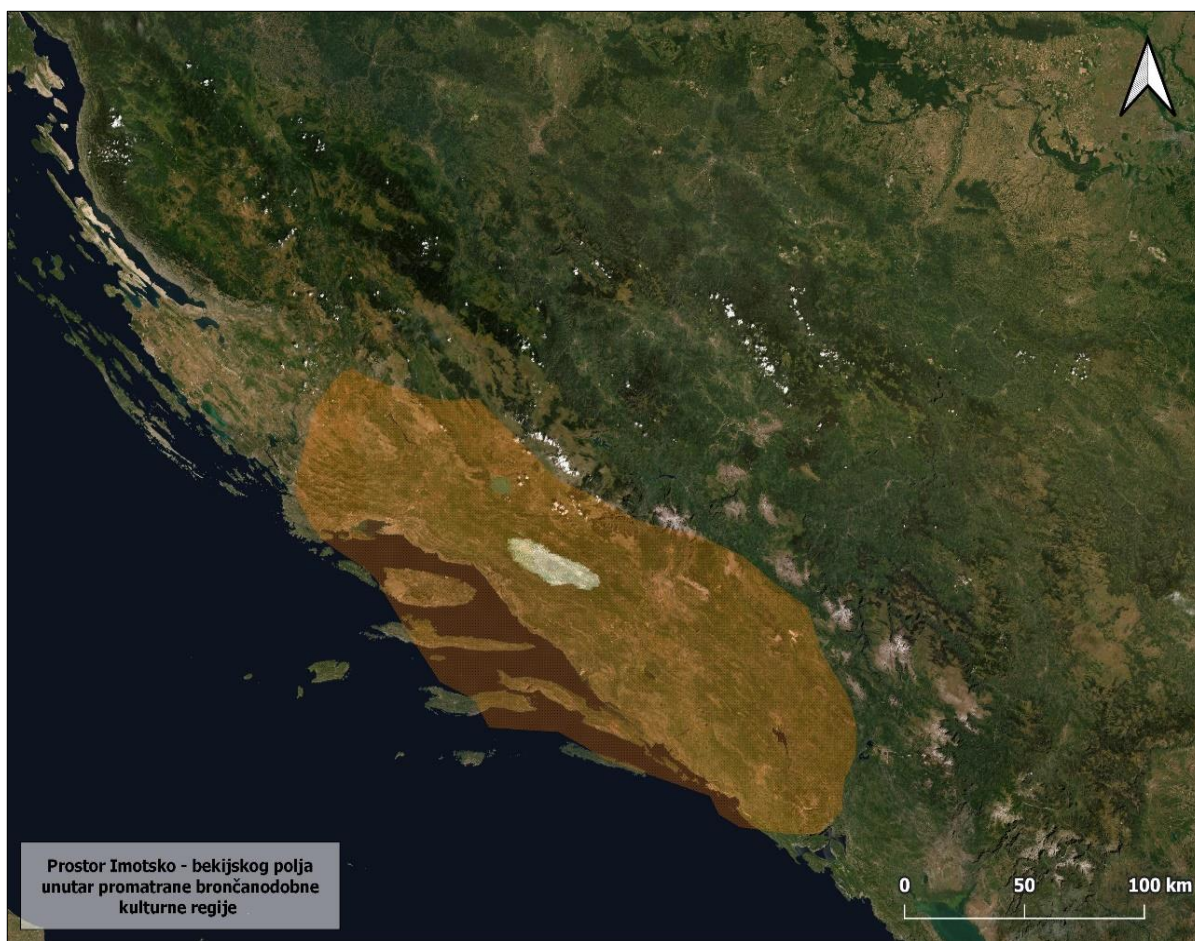 Prostor Imotsko - bekijskog polja
unutar promatrane brončanodobne
kulturne regije
0 50 100 km